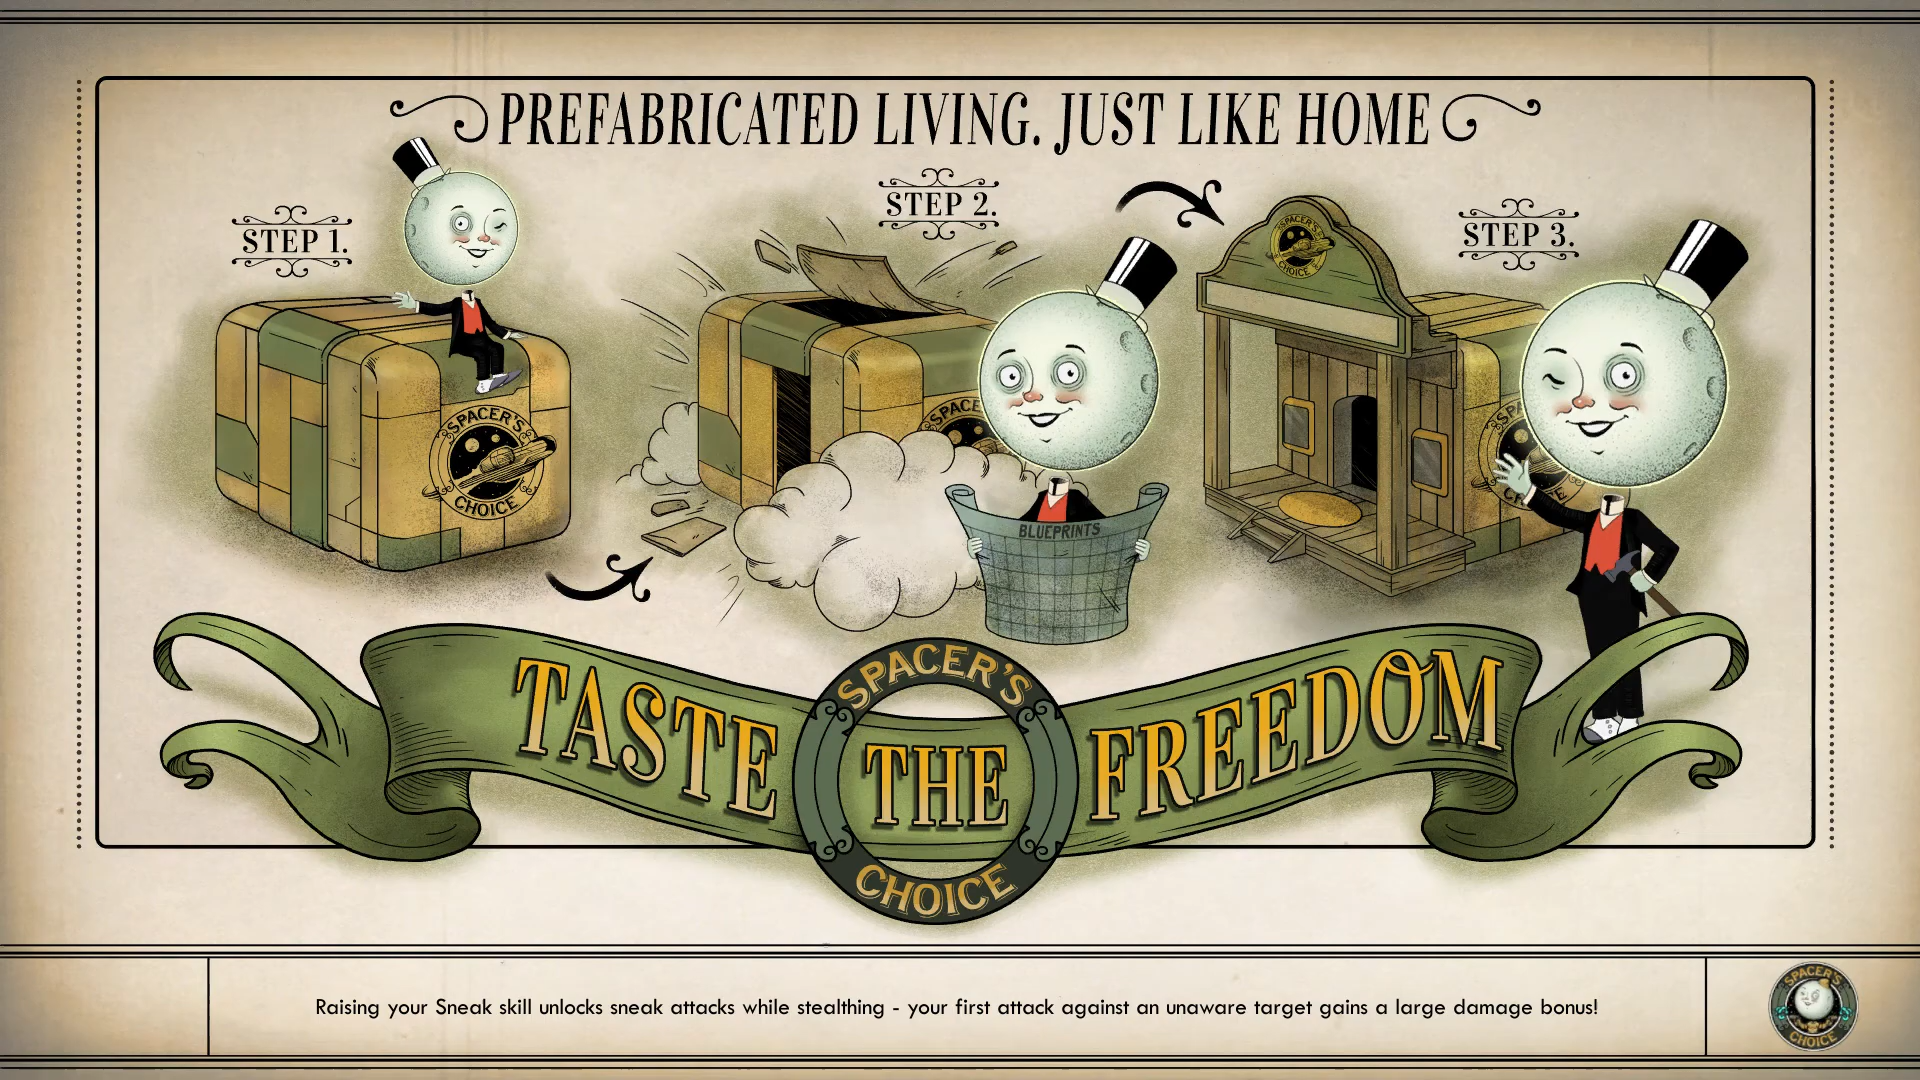 PREFABRICATED LIVING. JUST LIKE HOME
STEP 1.
STEP 2.
STEP 3.
SPACER'S
CHOICE
SPACER'S
CHOICE
SPACE
BLUEPRINTS
TASTE THE FREEDOM
SPACER'S
CHOICE
Raising your Sneak skill unlocks sneak attacks while stealthing - your first attack against an unaware target gains a large damage bonus!
SPACER'S
CHOICE